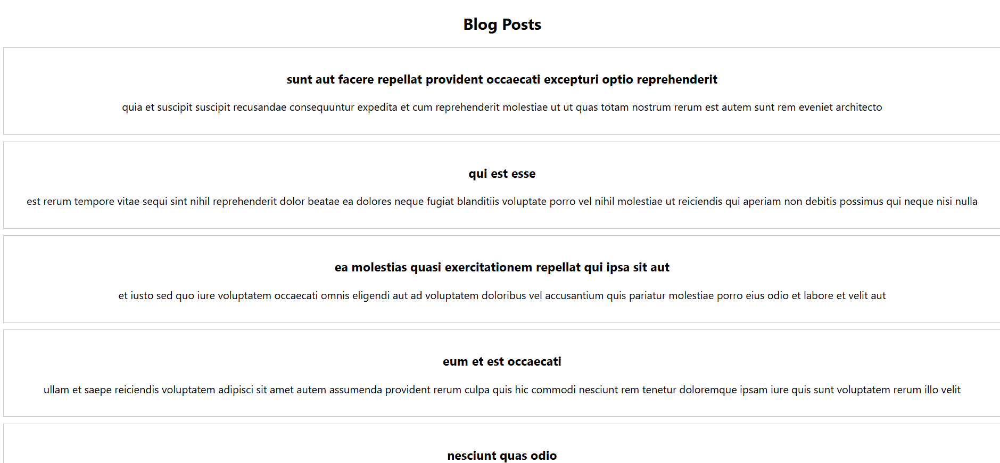 Blog Posts
sunt aut facere repellat provident occaecati excepturi optio reprehenderit
quia et suscipit suscipit recusandae consequuntur expedita et cum reprehenderit molestiae ut ut quas totam nostrum rerum est autem sunt rem eveniet architecto
qui est esse
est rerum tempore vitae sequi sint nihil reprehenderit dolor beatae ea dolores neque fugiat blanditiis voluptate porro vel nihil molestiae ut reiciendis qui aperiam non debitis possimus qui neque nisi nulla
ea molestias quasi exercitationem repellat qui ipsa sit aut
et iusto sed quo iure voluptatem occaecati omnis eligendi aut ad voluptatem doloribus vel accusantium quis pariatur molestiae porro eius odio et labore et velit aut
eum et est occaecati
ullam et saepe reiciendis voluptatem adipisci sit amet autem assumenda provident rerum culpa quis hic commodi nesciunt rem tenetur doloremque ipsam iure quis sunt voluptatem rerum illo velit
nesciunt quas odio